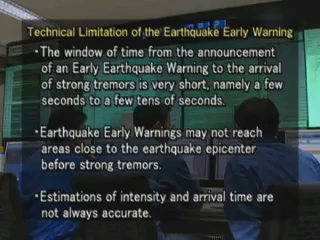 Technical Limitation of the Earthquake Early Warning
・The window of time from the announcement
of an Early Earthquake Warning to the arrival
of strong tremors is very short, namely a few
seconds to a few tens of seconds.
・Earthquake Early Warnings may not reach
areas close to the earthquake epicenter
before strong tremors.
・Estimations of intensity and arrival time are
not always accurate.